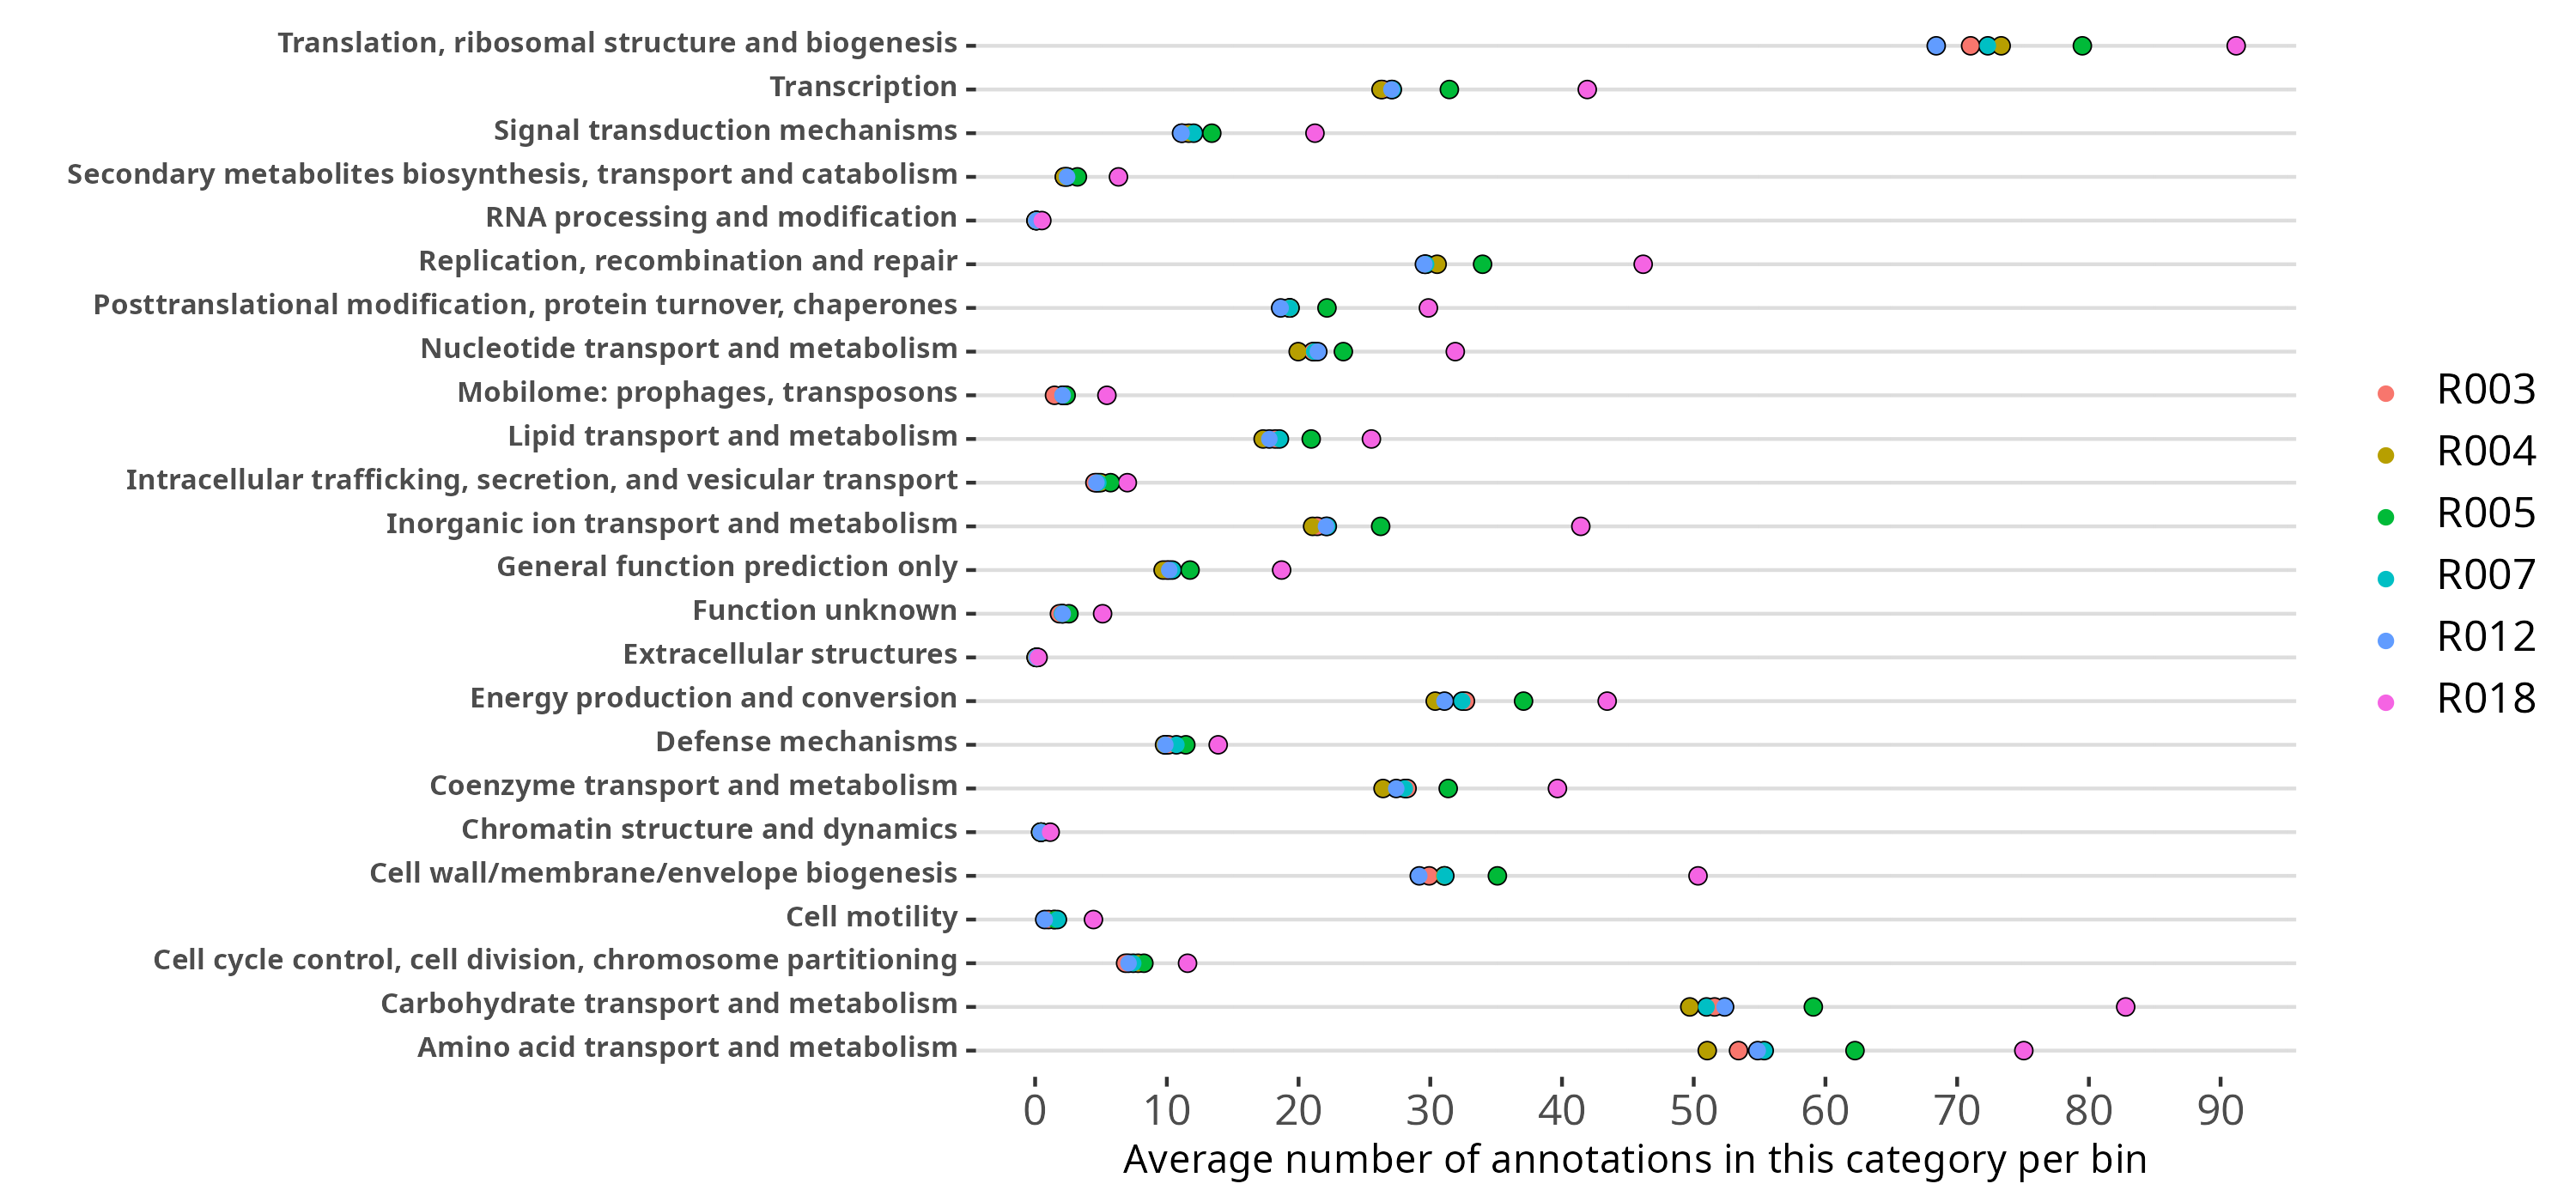 Translation, ribosomal structure and biogenesis
Transcription
Signal transduction mechanisms
Secondary metabolites biosynthesis, transport and catabolism
RNA processing and modification
Replication, recombination and repair
Posttranslational modification, protein turnover, chaperones
Nucleotide transport and metabolism
Mobilome: prophages, transposons
Lipid transport and metabolism
Intracellular trafficking, secretion, and vesicular transport
Inorganic ion transport and metabolism
General function prediction only
Function unknown
Extracellular structures
Energy production and conversion
Defense mechanisms
Coenzyme transport and metabolism
Chromatin structure and dynamics
Cell wall/membrane/envelope biogenesis
Cell motility
Cell cycle control, cell division, chromosome partitioning
Carbohydrate transport and metabolism
Amino acid transport and metabolism
0 10 20 30 40 50 60 70 80 90
Average number of annotations in this category per bin
R003
R004
R005
R007
R012
R018